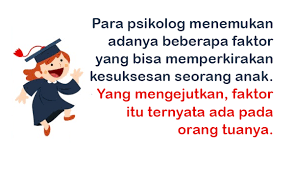 Para psikolog menemukan
adanya beberapa faktor
yang bisa memperkirakan
kesuksesan seorang anak.
Yang mengejutkan, faktor
itu ternyata ada pada
orang tuanya.